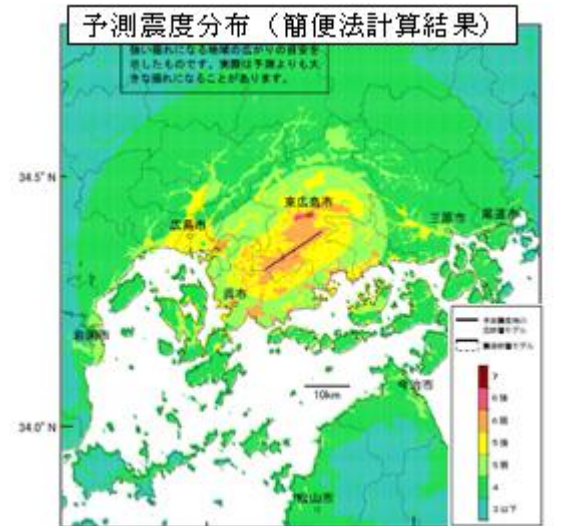 予測震度分布（簡便法計算結果）
強い揺れになる地域の広がりの目安を
示したものです。実際は予測よりも大
きな揺れになることがあります。
34.5°N
東広島市
広島市
三原市
尾道市
呉市
10km
今治市
7
6強
6弱
5強
5弱
4
3以下
34.0°N
松山市